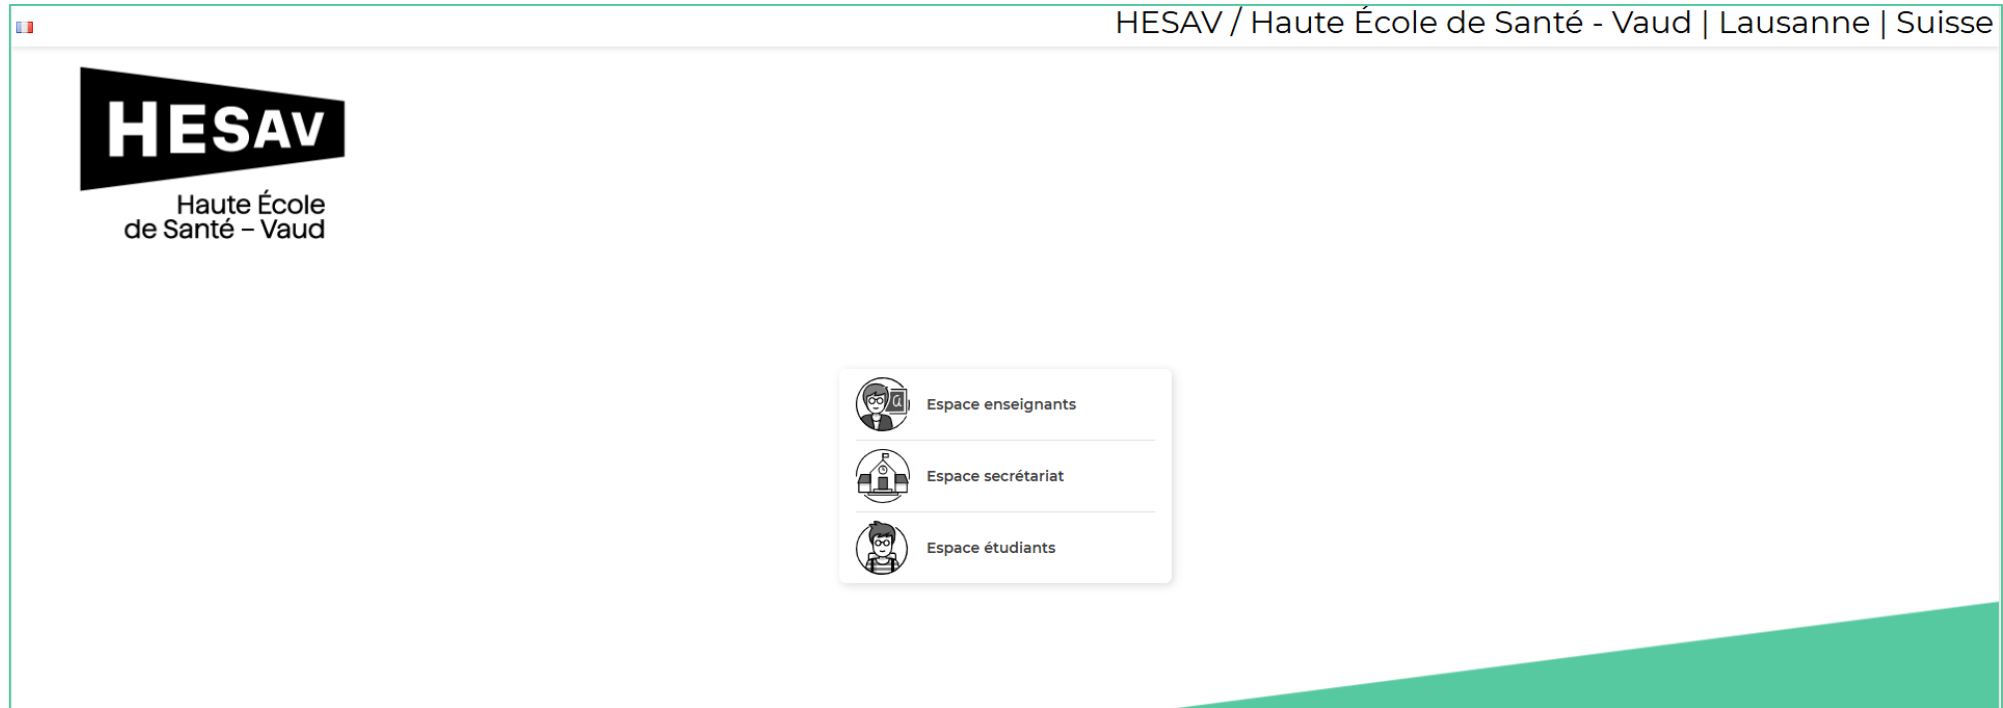 HESAV / Haute École de Santé - Vaud | Lausanne | Suisse
HESAV
Haute École
de Santé – Vaud
Espace enseignants
Espace secrétariat
Espace étudiants